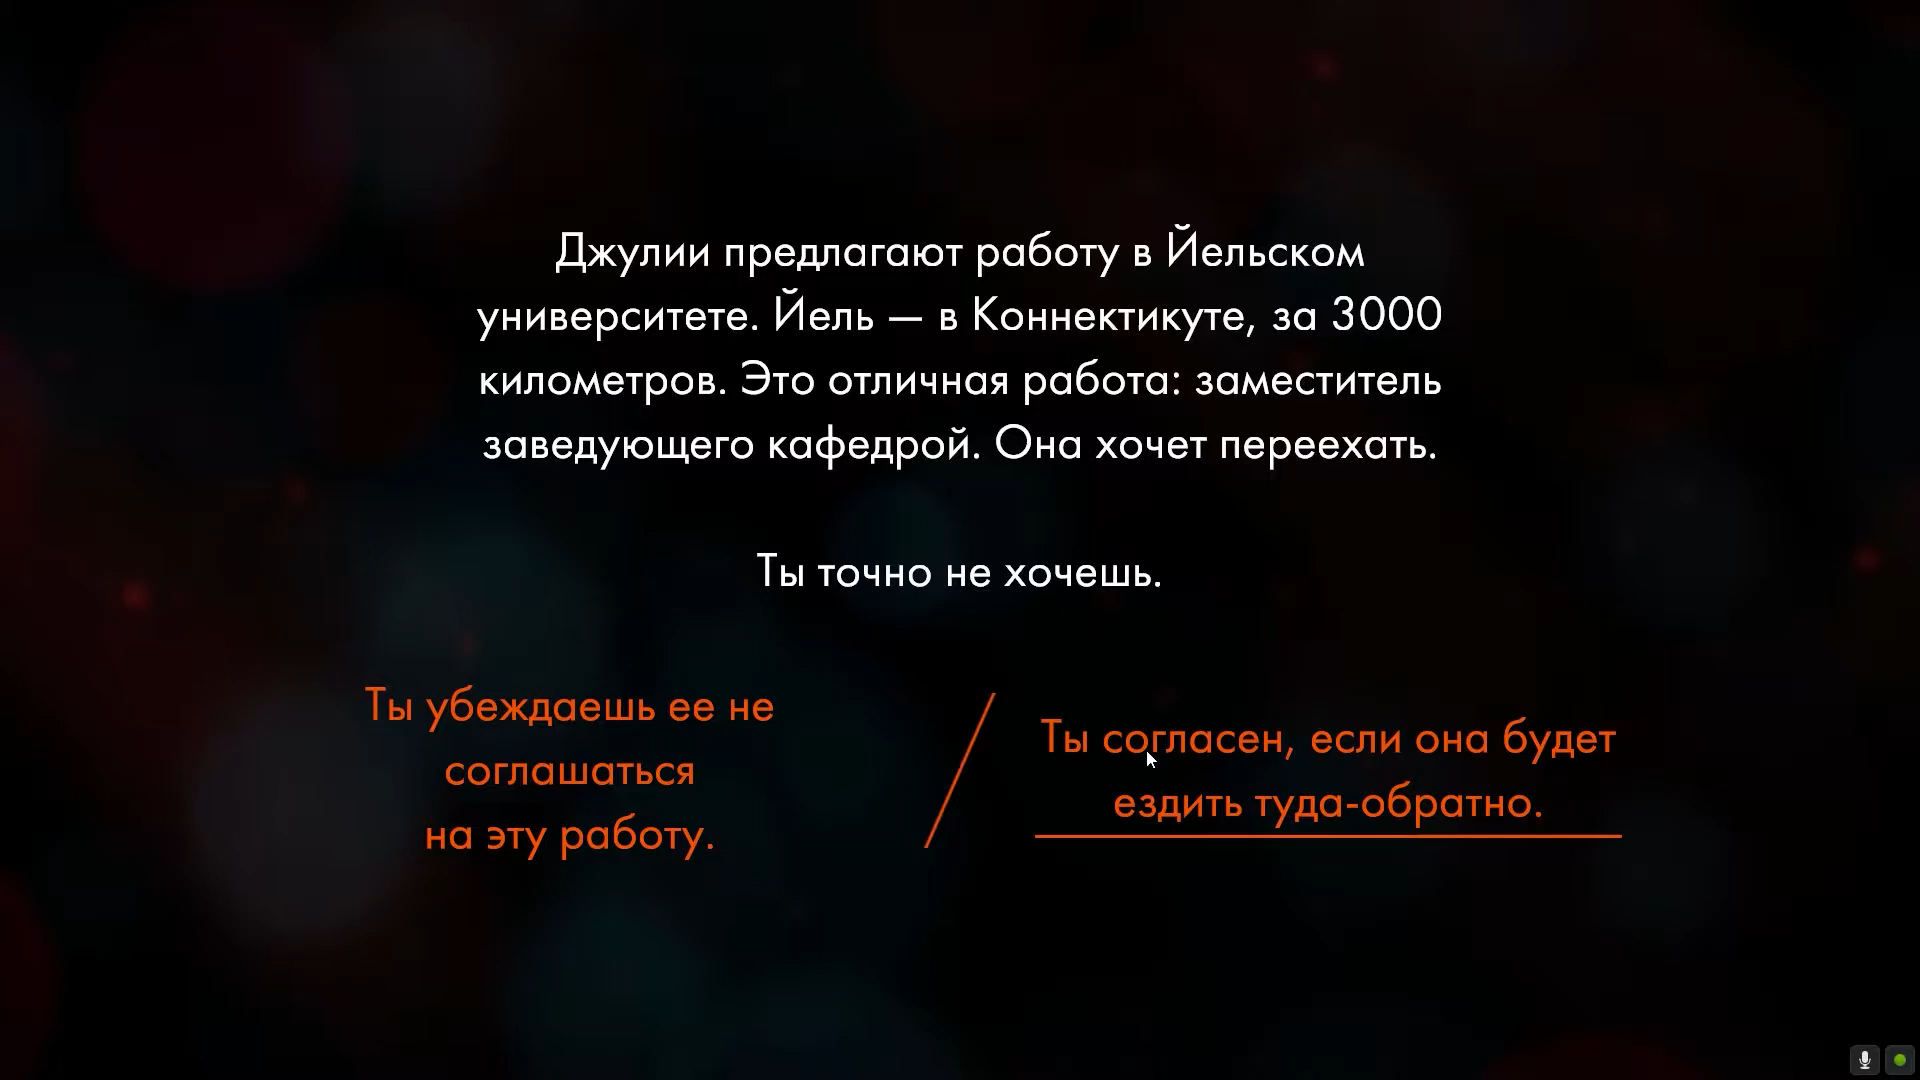 Джулии предлагают работу в Йельском
университете. Йель — в Коннектикуте, за 3000
километров. Это отличная работа: заместитель
заведующего кафедрой. Она хочет переехать.
Ты точно не хочешь.
Ты убеждаешь ее не
соглашаться
на эту работу.
Ты согласен, если она будет
ездить туда-обратно.